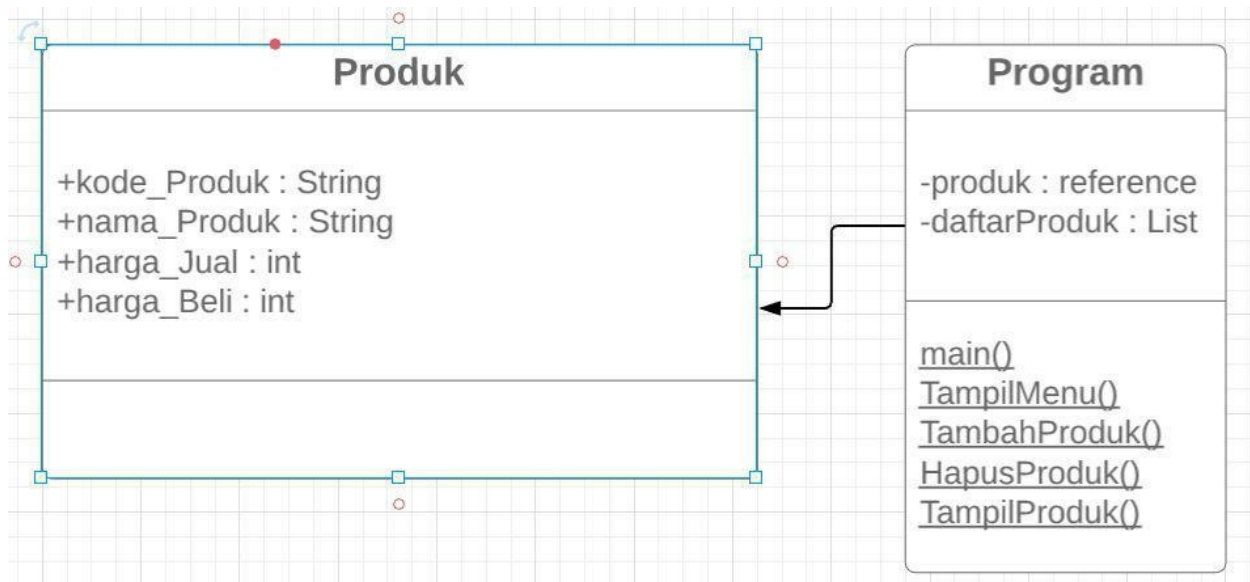 Produk
+kode_Produk : String
+nama_Produk : String
+harga_Jual : int
+harga_Beli : int
Program
-produk : reference
-daftarProduk : List
main()
TampilMenu()
TambahProduk()
HapusProduk()
TampilProduk()